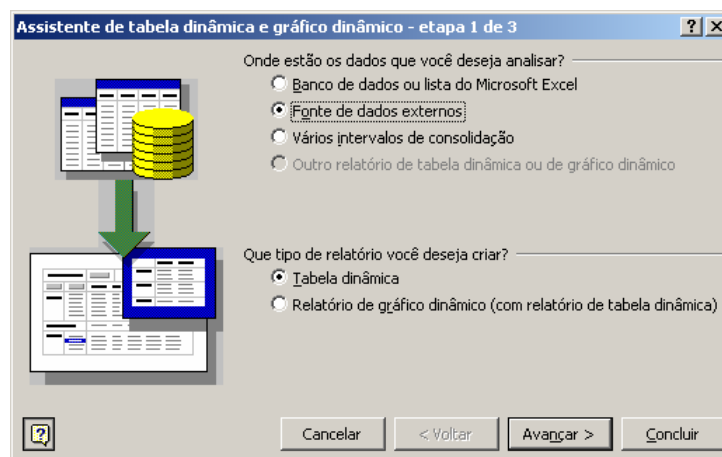 Assistente de tabela dinâmica e gráfico dinâmico - etapa 1 de 3
Onde estão os dados que você deseja analisar?
Banco de dados ou lista do Microsoft Excel
Fonte de dados externos
Vários intervalos de consolidação
Outro relatório de tabela dinâmica ou de gráfico dinâmico
Que tipo de relatório você deseja criar?
Tabela dinâmica
Relatório de gráfico dinâmico (com relatório de tabela dinâmica)
Cancelar
< Voltar
Avançar >
Concluir